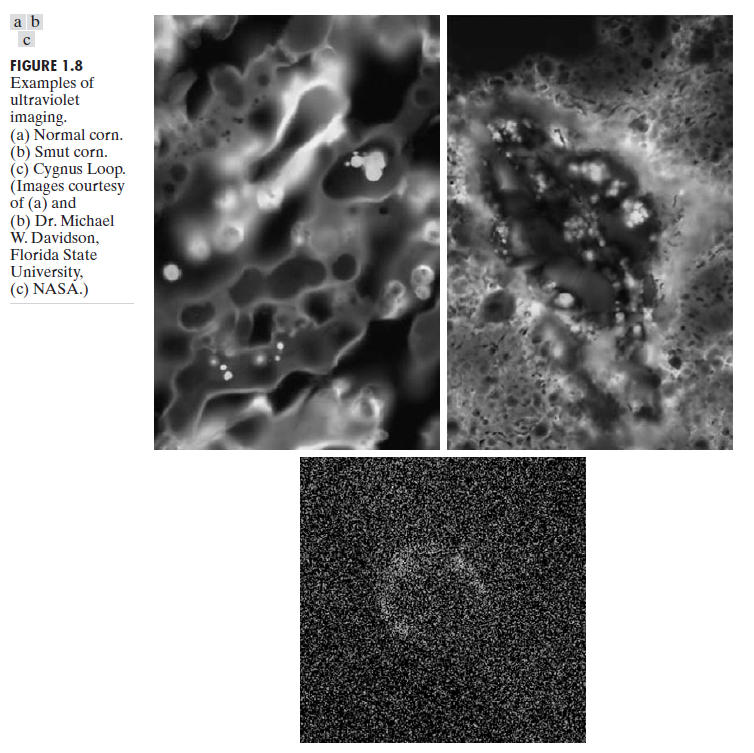 a b
c
FIGURE 1.8
Examples of
ultraviolet
imaging.
(a) Normal corn.
(b) Smut corn.
(c) Cygnus Loop.
(Images courtesy
of (a) and
(b) Dr. Michael
W. Davidson,
Florida State
University,
(c) NASA.)